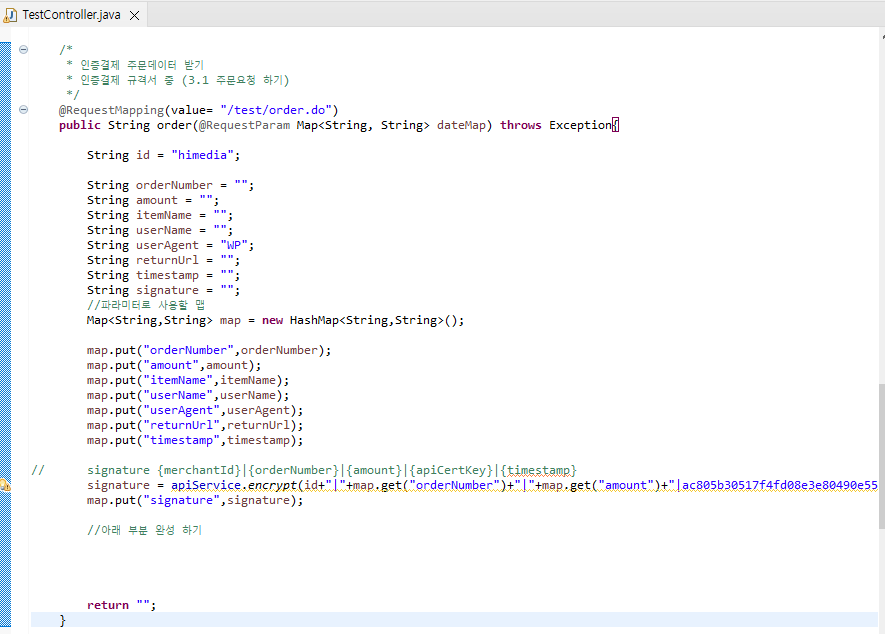 TestController.java
/*
* 인증결제 주문데이터 받기
* 인증결제 규격서 중 (3.1 주문요청 하기)
*/
@RequestMapping(value= "/test/order.do")
public String order(@RequestParam Map<String, String> dateMap) throws Exception{
String id = "himedia";
String orderNumber = "";
String amount = "";
String itemName = "";
String userName = "";
String userAgent = "WP";
String returnUrl = "";
String timestamp = "";
String signature = "";
//파라미터로 사용할 맵
Map<String,String> map = new HashMap<String,String>();
map.put("orderNumber",orderNumber);
map.put("amount",amount);
map.put("itemName",itemName);
map.put("userName",userName);
map.put("userAgent",userAgent);
map.put("returnUrl",returnUrl);
map.put("timestamp",timestamp);
// signature {merchantId}|{orderNumber}|{amount}|{apiCertKey}|{timestamp}
signature = apiService.encrypt(id+"|"+map.get("orderNumber")+"|"+map.get("amount")+"|ac805b30517f4fd08e3e80490e55
map.put("signature",signature);
//아래 부분 완성 하기
return "";
}